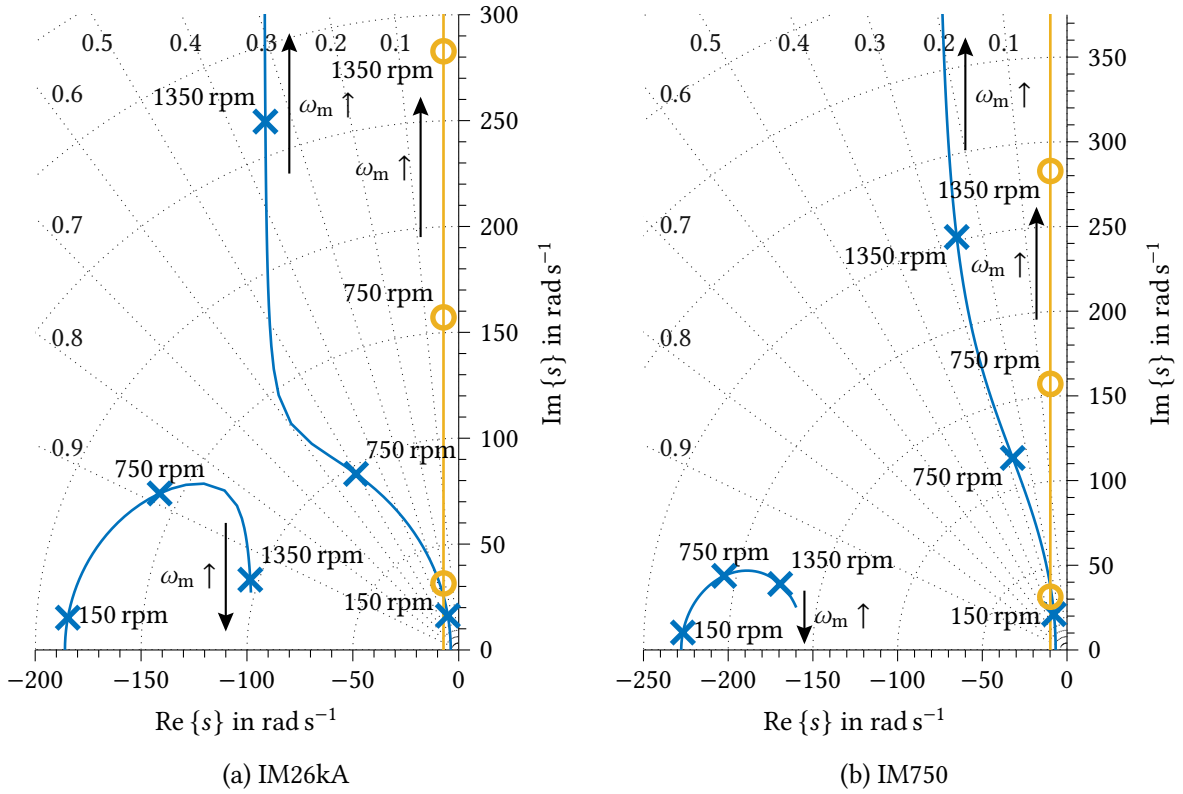 0.5 0.4 0.3 0.2 0.1 300
0.6
0.7
0.8
0.9
1350 rpm
1350 rpm
ωm ↑
ωm ↑
250
200
750 rpm
150
100
750 rpm
750 rpm
50
ωm ↑
1350 rpm
150 rpm
150 rpm
0
−200 −150 −100 −50 0
Re {s} in rad s⁻¹
Im {s} in rad s⁻¹
(a) IM26kA
0.5 0.4 0.3 0.2 0.1
0.6
0.7
0.8
0.9
350
ωm ↑
300
1350 rpm
1350 rpm
ωm ↑
250
200
750 rpm
150
750 rpm
100
750 rpm
1350 rpm
50
150 rpm
ωm ↑
150 rpm
0
−250 −200 −150 −100 −50 0
Re {s} in rad s⁻¹
Im {s} in rad s⁻¹
(b) IM750